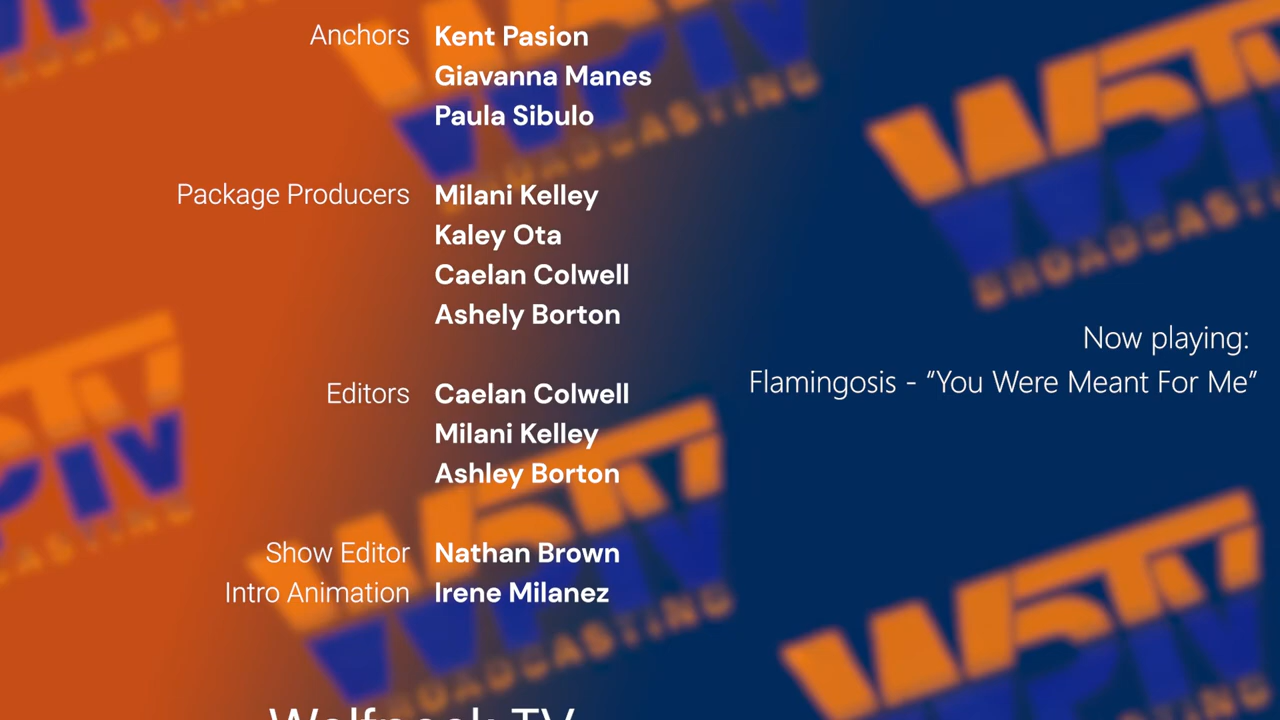 Anchors Kent Pasion
Giavanna Manes
Paula Sibulo
Package Producers Milani Kelley
Kaley Ota
Caelan Colwell
Ashely Borton
Editors Caelan Colwell
Milani Kelley
Ashley Borton
Show Editor Nathan Brown
Intro Animation Irene Milanez
Now playing:
Flamingosis - “You Were Meant For Me”
BROADCASTING
BROADCASTING